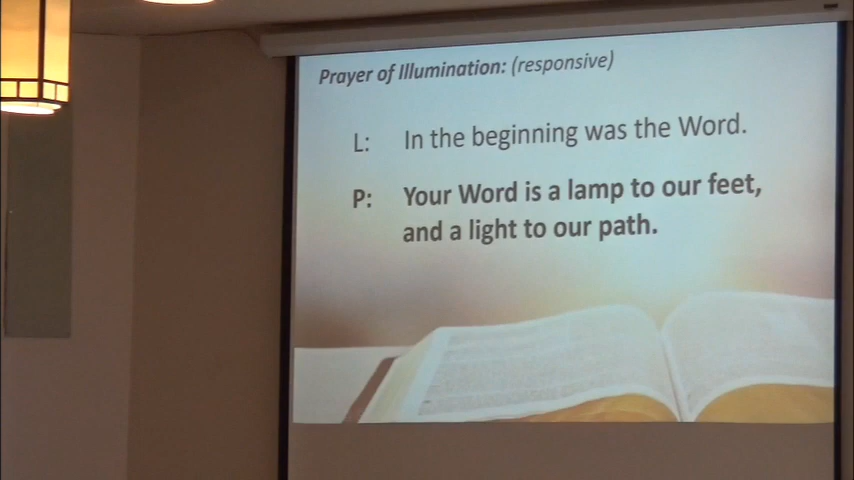 Prayer of Illumination: (responsive)
L: In the beginning was the Word.
P: Your Word is a lamp to our feet,
and a light to our path.